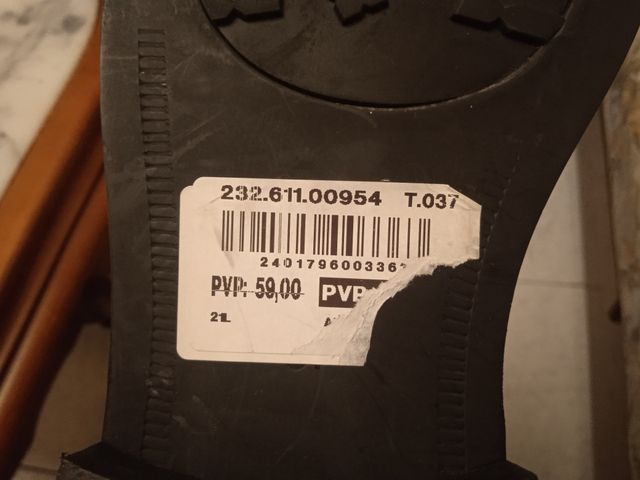 232.611.00954 T.037
240179600336
PVP: 59,00 PVP
21L